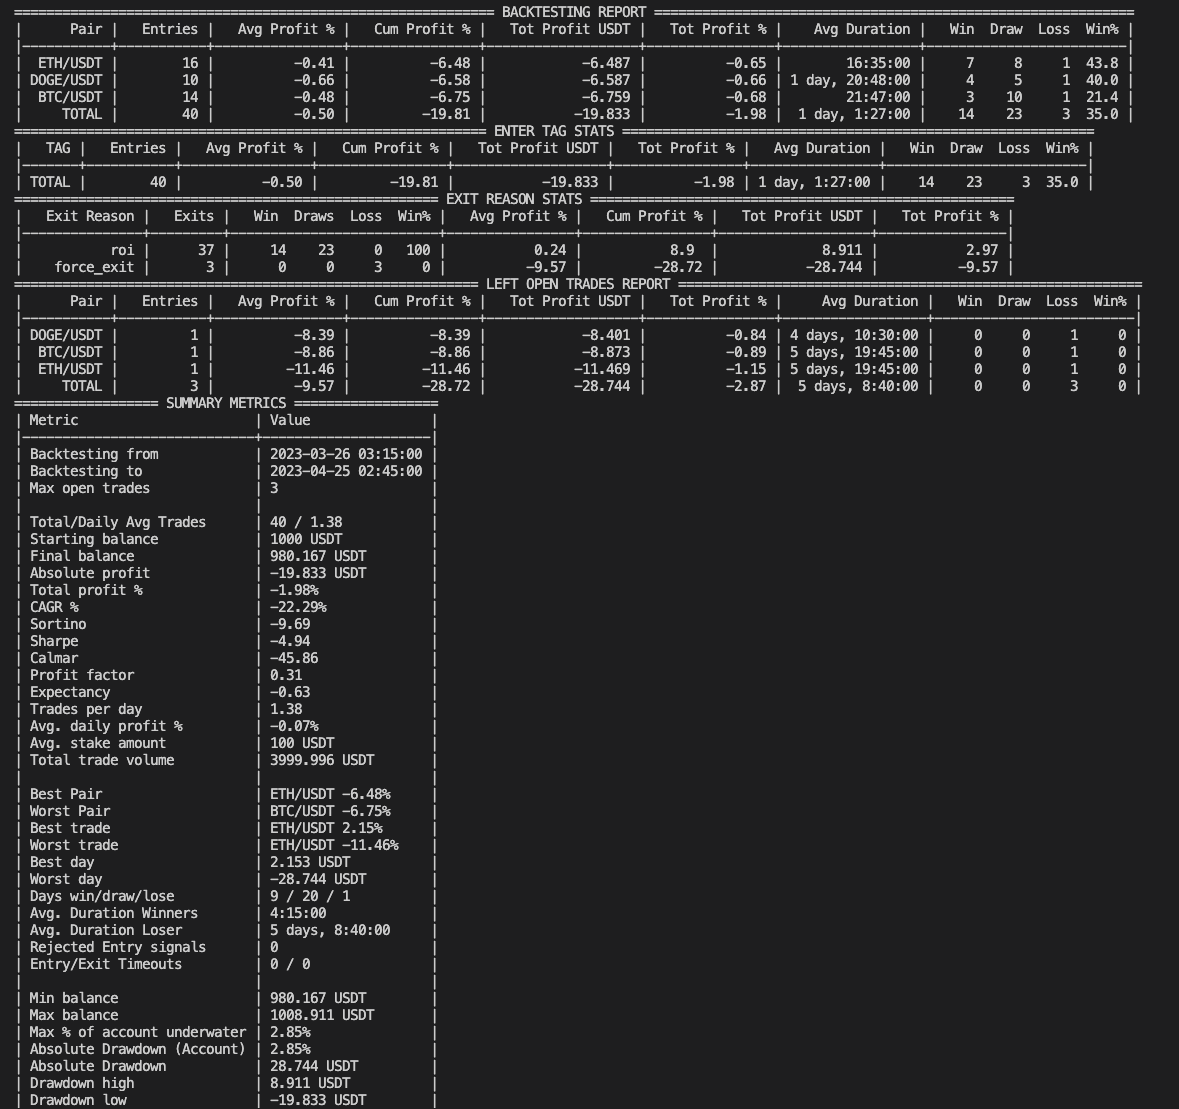 BACKTESTING REPORT
| Pair | Entries | Avg Profit % | Cum Profit % | Tot Profit USDT | Tot Profit % | Avg Duration | Win Draw Loss Win% |
| ETH/USDT | 16 | -0.41 | -6.48 | -6.487 | -0.65 | 16:35:00 | 7 8 1 43.8 |
| DOGE/USDT | 10 | -0.66 | -6.58 | -6.587 | -0.66 | 1 day, 20:48:00 | 4 5 1 40.0 |
| BTC/USDT | 14 | -0.48 | -6.75 | -6.759 | -0.68 | 21:47:00 | 3 10 1 21.4 |
| TOTAL | 40 | -0.50 | -19.81 | -19.833 | -1.98 | 1 day, 1:27:00 | 14 23 3 35.0 |
ENTER TAG STATS
| TAG | Entries | Avg Profit % | Cum Profit % | Tot Profit USDT | Tot Profit % | Avg Duration | Win Draw Loss Win% |
| TOTAL | 40 | -0.50 | -19.81 | -19.833 | -1.98 | 1 day, 1:27:00 | 14 23 3 35.0 |
EXIT REASON STATS
| Exit Reason | Exits | Win Draws Loss Win% | Avg Profit % | Cum Profit % | Tot Profit USDT | Tot Profit % |
| roi | 37 | 14 23 0 100 | 0.24 | 8.9 | 8.911 | 2.97 |
| force_exit | 3 | 0 0 3 0 | -9.57 | -28.72 | -28.744 | -9.57 |
LEFT OPEN TRADES REPORT
| Pair | Entries | Avg Profit % | Cum Profit % | Tot Profit USDT | Tot Profit % | Avg Duration | Win Draw Loss Win% |
| DOGE/USDT | 1 | -8.39 | -8.39 | -8.401 | -0.84 | 4 days, 10:30:00 | 0 0 1 0 |
| BTC/USDT | 1 | -8.86 | -8.86 | -8.873 | -0.89 | 5 days, 19:45:00 | 0 0 1 0 |
| ETH/USDT | 1 | -11.46 | -11.46 | -11.469 | -1.15 | 5 days, 19:45:00 | 0 0 1 0 |
| TOTAL | 3 | -9.57 | -28.72 | -28.744 | -2.87 | 5 days, 8:40:00 | 0 0 3 0 |
SUMMARY METRICS
| Metric | Value |
| Backtesting from | 2023-03-26 03:15:00 |
| Backtesting to | 2023-04-25 02:45:00 |
| Max open trades | 3 |
| Total/Daily Avg Trades | 40 / 1.38 |
| Starting balance | 1000 USDT |
| Final balance | 980.167 USDT |
| Absolute profit | -19.833 USDT |
| Total profit % | -1.98% |
| CAGR % | -22.29% |
| Sortino | -9.69 |
| Sharpe | -4.94 |
| Calmar | -45.86 |
| Profit factor | 0.31 |
| Expectancy | -0.63 |
| Trades per day | 1.38 |
| Avg. daily profit % | -0.07% |
| Avg. stake amount | 100 USDT |
| Total trade volume | 3999.996 USDT |
| Best Pair | ETH/USDT -6.48% |
| Worst Pair | BTC/USDT -6.75% |
| Best trade | ETH/USDT 2.15% |
| Worst trade | ETH/USDT -11.46% |
| Best day | 2.153 USDT |
| Worst day | -28.744 USDT |
| Days win/draw/lose | 9 / 20 / 1 |
| Avg. Duration Winners | 4:15:00 |
| Avg. Duration Loser | 5 days, 8:40:00 |
| Rejected Entry signals | 0 |
| Entry/Exit Timeouts | 0 / 0 |
| Min balance | 980.167 USDT |
| Max balance | 1008.911 USDT |
| Max % of account underwater | 2.85% |
| Absolute Drawdown (Account) | 2.85% |
| Absolute Drawdown | 28.744 USDT |
| Drawdown high | 8.911 USDT |
| Drawdown low | -19.833 USDT |